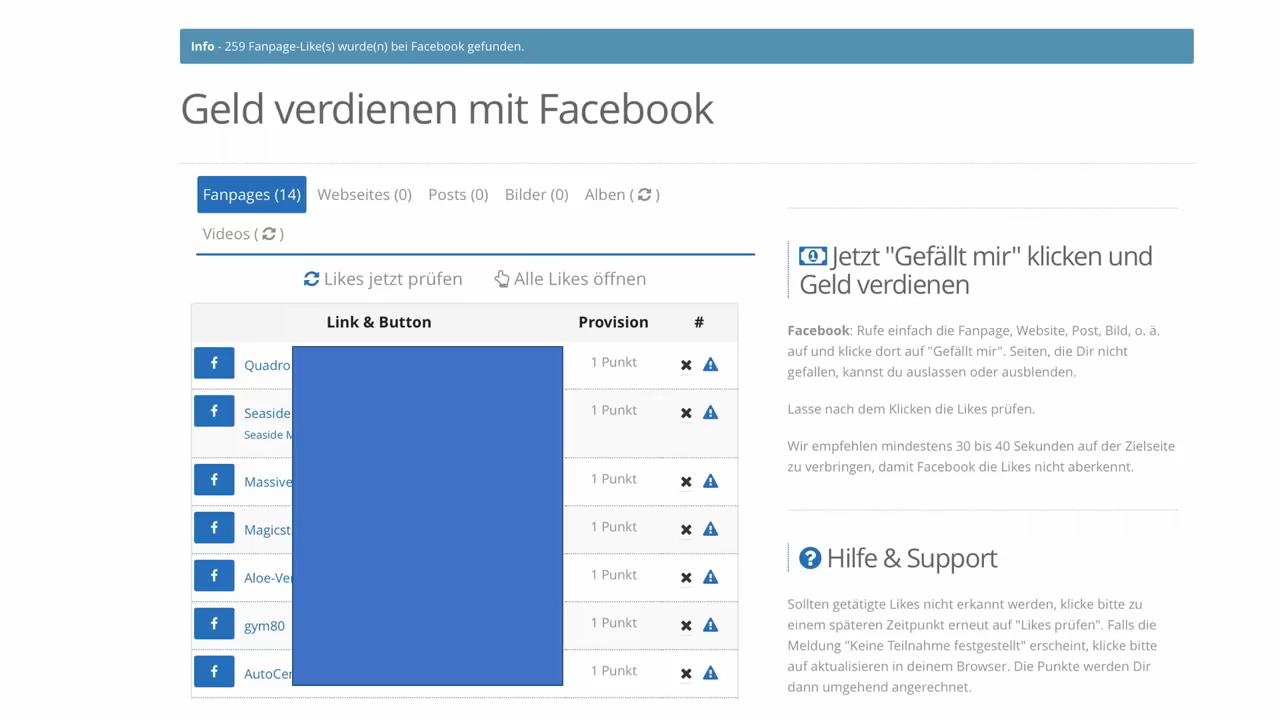 Info - 259 Fanpage-Like(s) wurde(n) bei Facebook gefunden.
Geld verdienen mit Facebook
Fanpages (14) Webseites (0) Posts (0) Bilder (0) Alben ( )
Videos ( )
Likes jetzt prüfen Alle Likes öffnen
Link & Button Provision #
Quadro 1 Punkt
Seaside 1 Punkt
Seaside
Massive 1 Punkt
Magicst 1 Punkt
Aloe-Ver 1 Punkt
gym80 1 Punkt
AutoCer 1 Punkt
Jetzt "Gefällt mir" klicken und
Geld verdienen
Facebook: Rufe einfach die Fanpage, Website, Post, Bild, o. ä.
auf und klicke dort auf "Gefällt mir". Seiten, die Dir nicht
gefallen, kannst du auslassen oder ausblenden.
Lasse nach dem Klicken die Likes prüfen.
Wir empfehlen mindestens 30 bis 40 Sekunden auf der Zielseite
zu verbringen, damit Facebook die Likes nicht aberkennt.
Hilfe & Support
Sollten getätigte Likes nicht erkannt werden, klicke bitte zu
einem späteren Zeitpunkt erneut auf "Likes prüfen". Falls die
Meldung "Keine Teilnahme festgestellt" erscheint, klicke bitte
auf aktualisieren in deinem Browser. Die Punkte werden Dir
dann umgehend angerechnet.